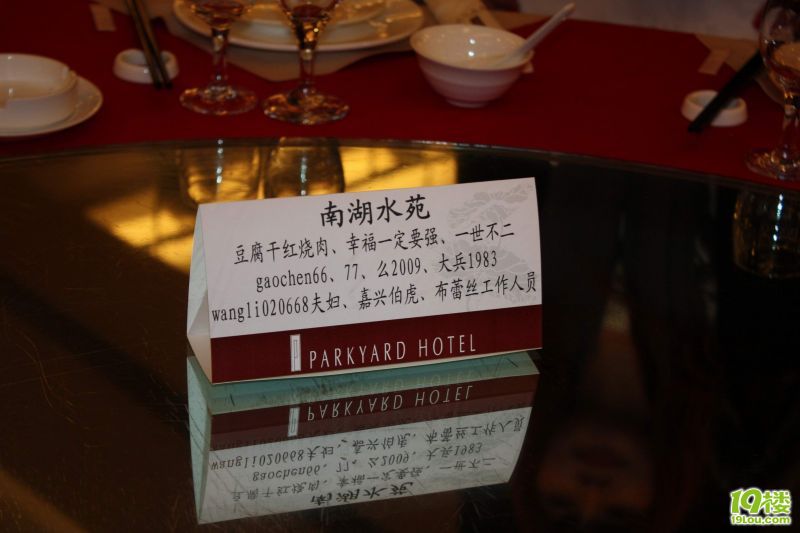 南湖水苑
豆腐干红烧肉、幸福一定要强、一世不二
gaochen66、77、么2009、大兵1983
wangli020668夫妇、嘉兴伯虎、布蕾丝工作人员
PARKYARD HOTEL
19楼
19lou.com